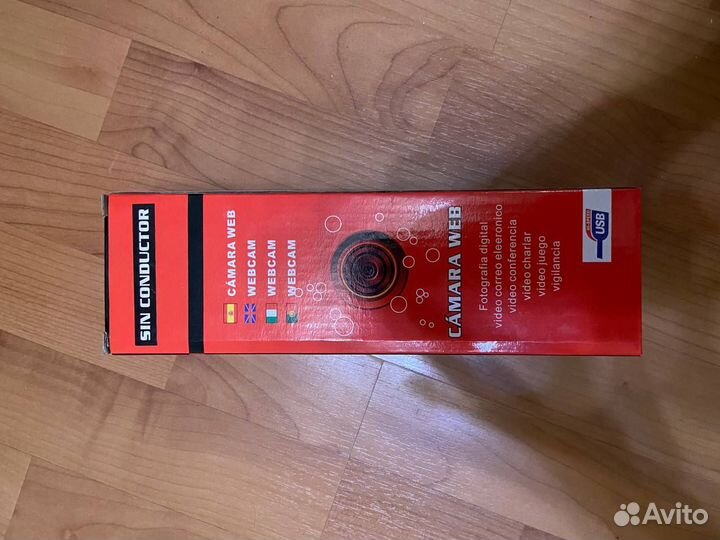 SIN CONDUCTOR
CÁMARA WEB
WEBCAM
WEBCAM
WEBCAM
CÁMARA WEB
Fotografia digital
video correo eleeronico
video conferencia
video charlar
video juego
vigilancia
USB
Avito